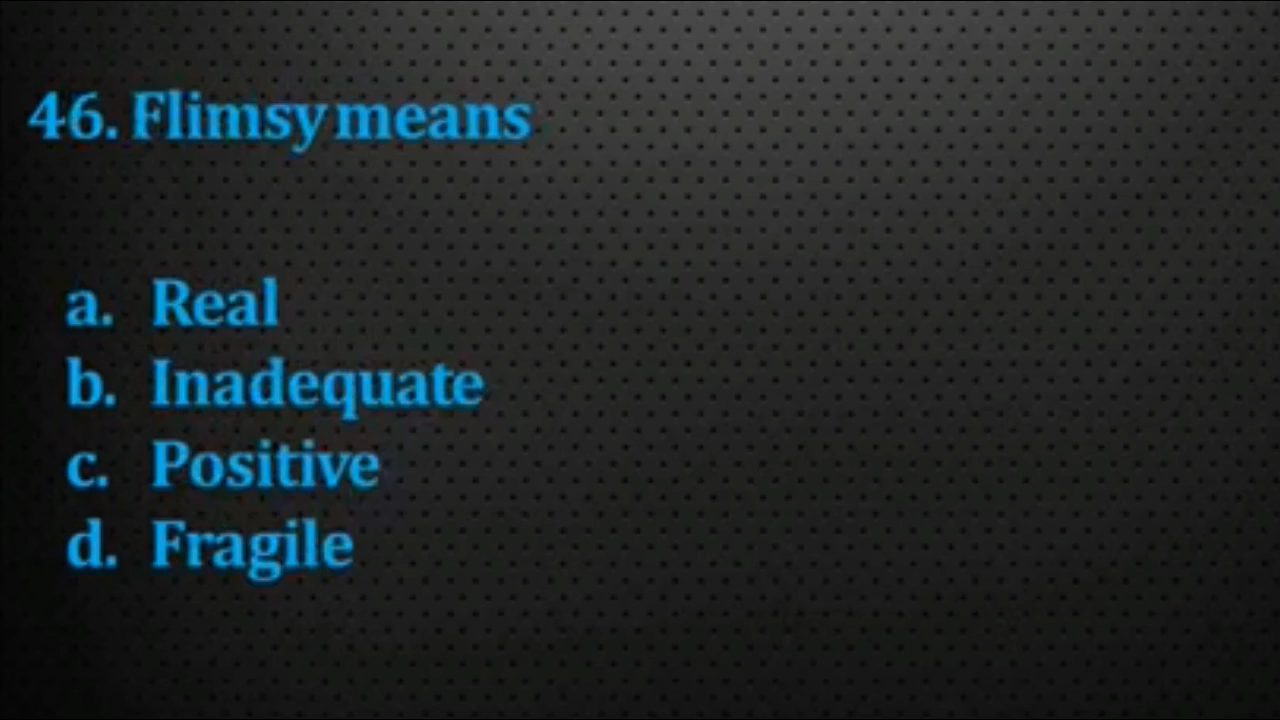 46. Flimsy means
a. Real
b. Inadequate
c. Positive
d. Fragile